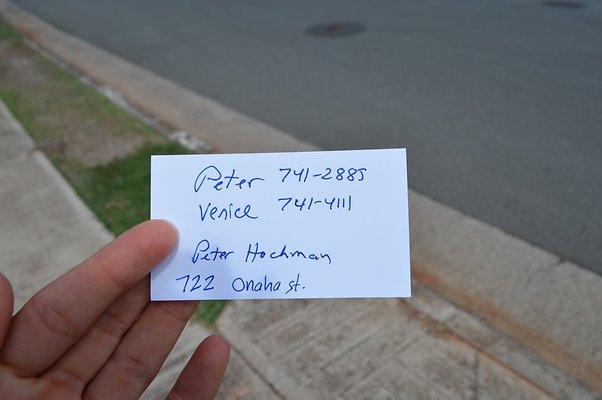 Peter 741-2885
Venice 741-4111
Peter Hochman
722 Onaha st.